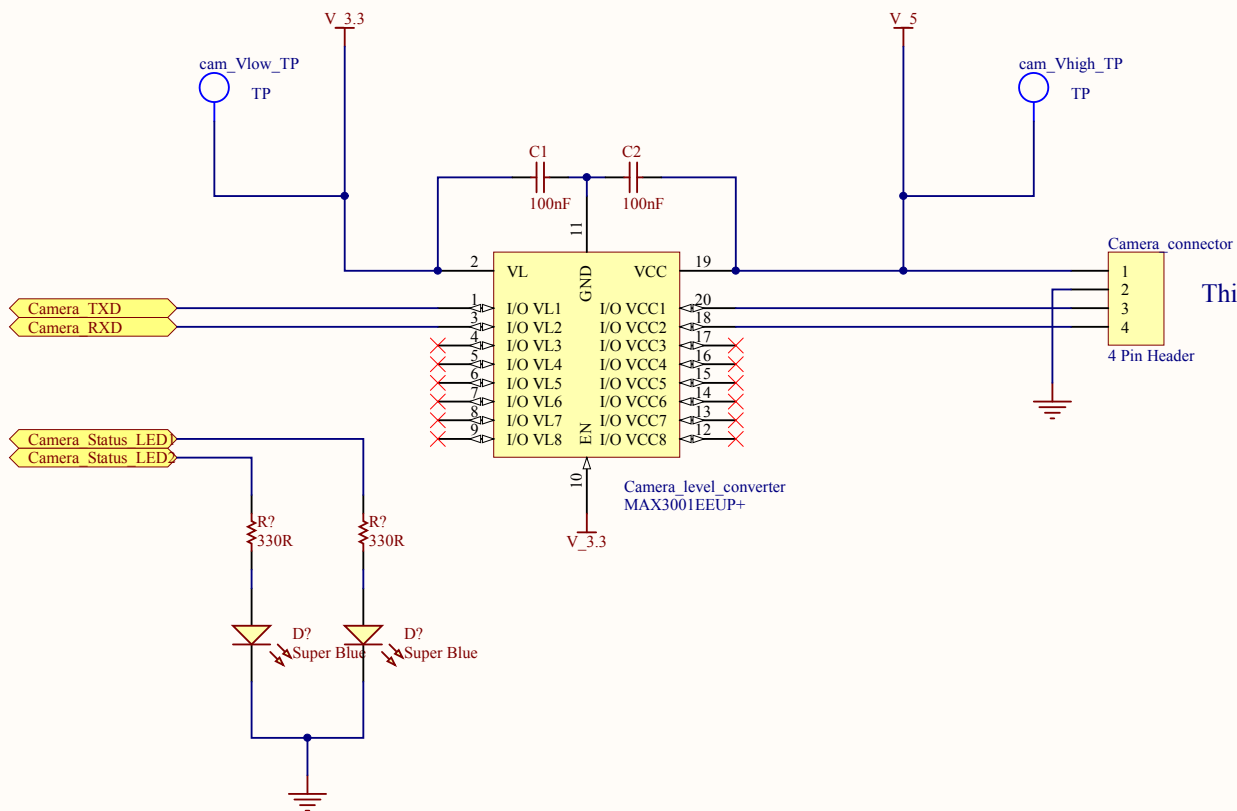 V_3.3
V_5
cam_Vlow_TP
TP
cam_Vhigh_TP
TP
C1
C2
100nF
100nF
11
2
VL
GND
VCC
19
Camera_connector
1
2
3
4
4 Pin Header
Thi
Camera_TXD
Camera_RXD
1
I/O VL1
I/O VCC1
20
3
I/O VL2
I/O VCC2
18
4
I/O VL3
I/O VCC3
17
5
I/O VL4
I/O VCC4
16
6
I/O VL5
I/O VCC5
15
7
I/O VL6
I/O VCC6
14
8
I/O VL7
I/O VCC7
13
9
I/O VL8
EN
I/O VCC8
12
10
Camera_level_converter
MAX3001EEUP+
V_3.3
Camera_Status_LED1
Camera_Status_LED2
R?
330R
R?
330R
D?
Super Blue
D?
Super Blue